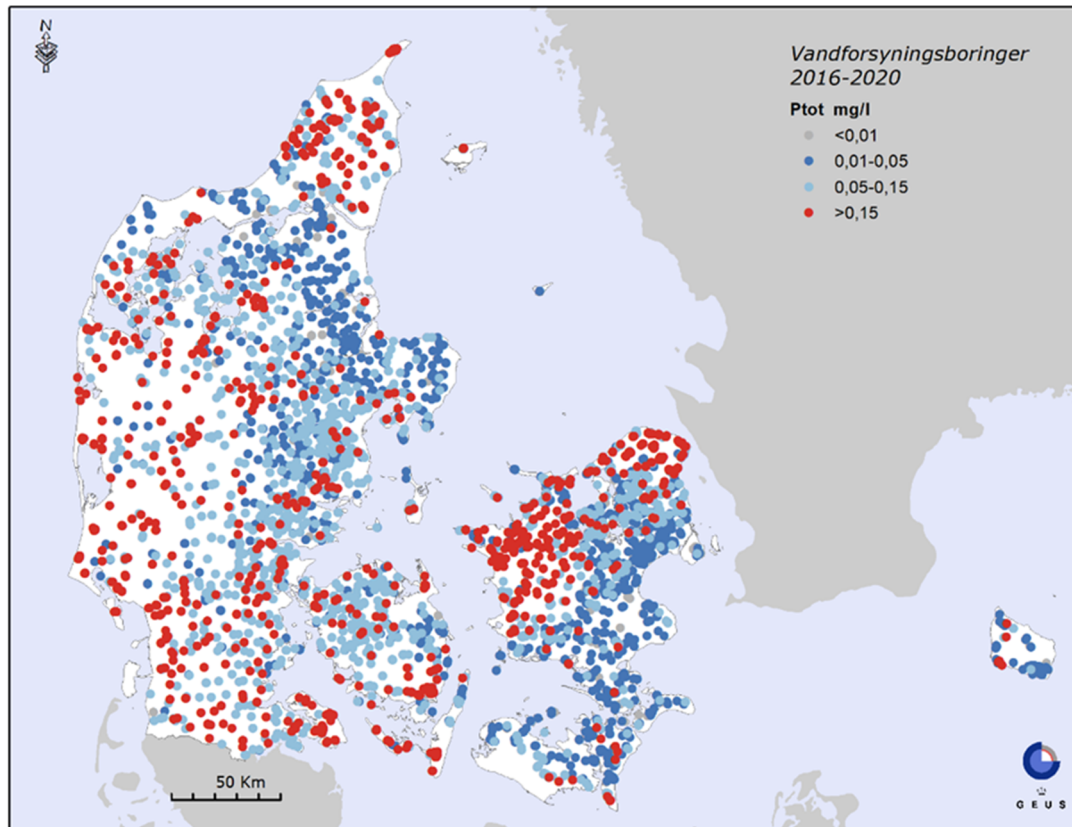 N
Vandforsyningsboringer
2016-2020
Ptot mg/l
<0,01
0,01-0,05
0,05-0,15
>0,15
50 Km
G E U S